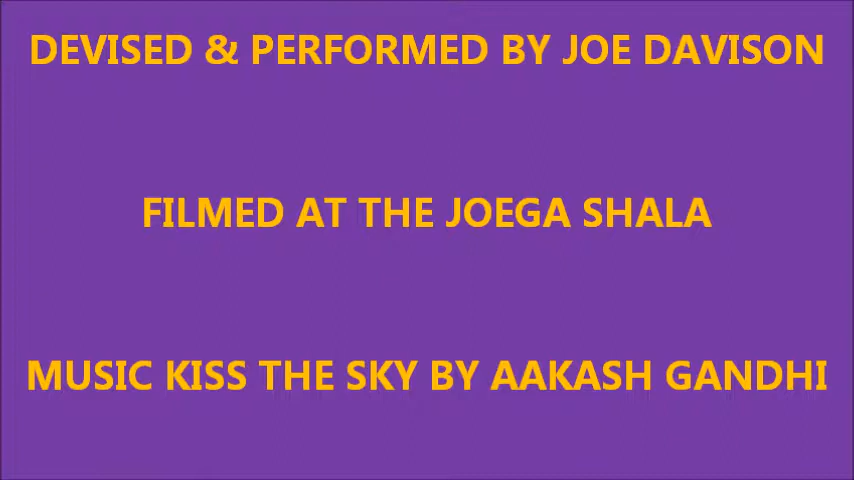 DEVISED & PERFORMED BY JOE DAVISON
FILMED AT THE JOEGA SHALA
MUSIC KISS THE SKY BY AAKASH GANDHI